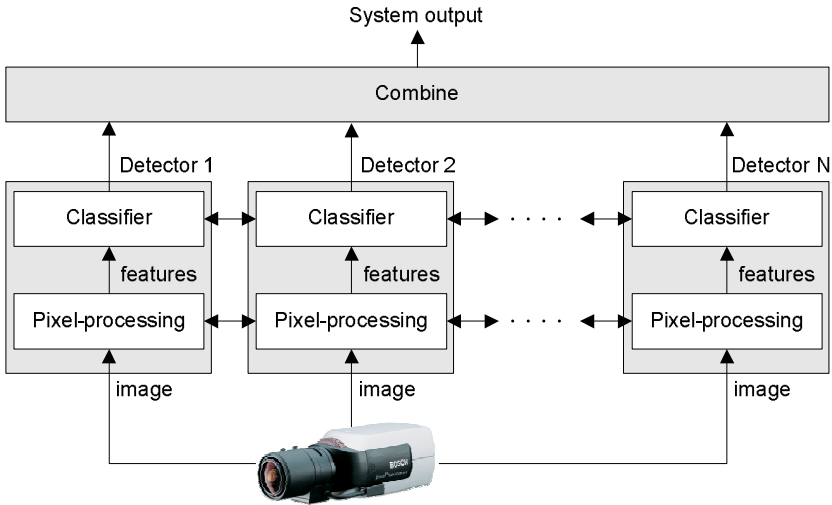 System output
Combine
Detector 1
Detector 2
Detector N
Classifier
Classifier
. . . .
Classifier
features
features
features
Pixel-processing
Pixel-processing
. . . .
Pixel-processing
image
image
image
BOSCH